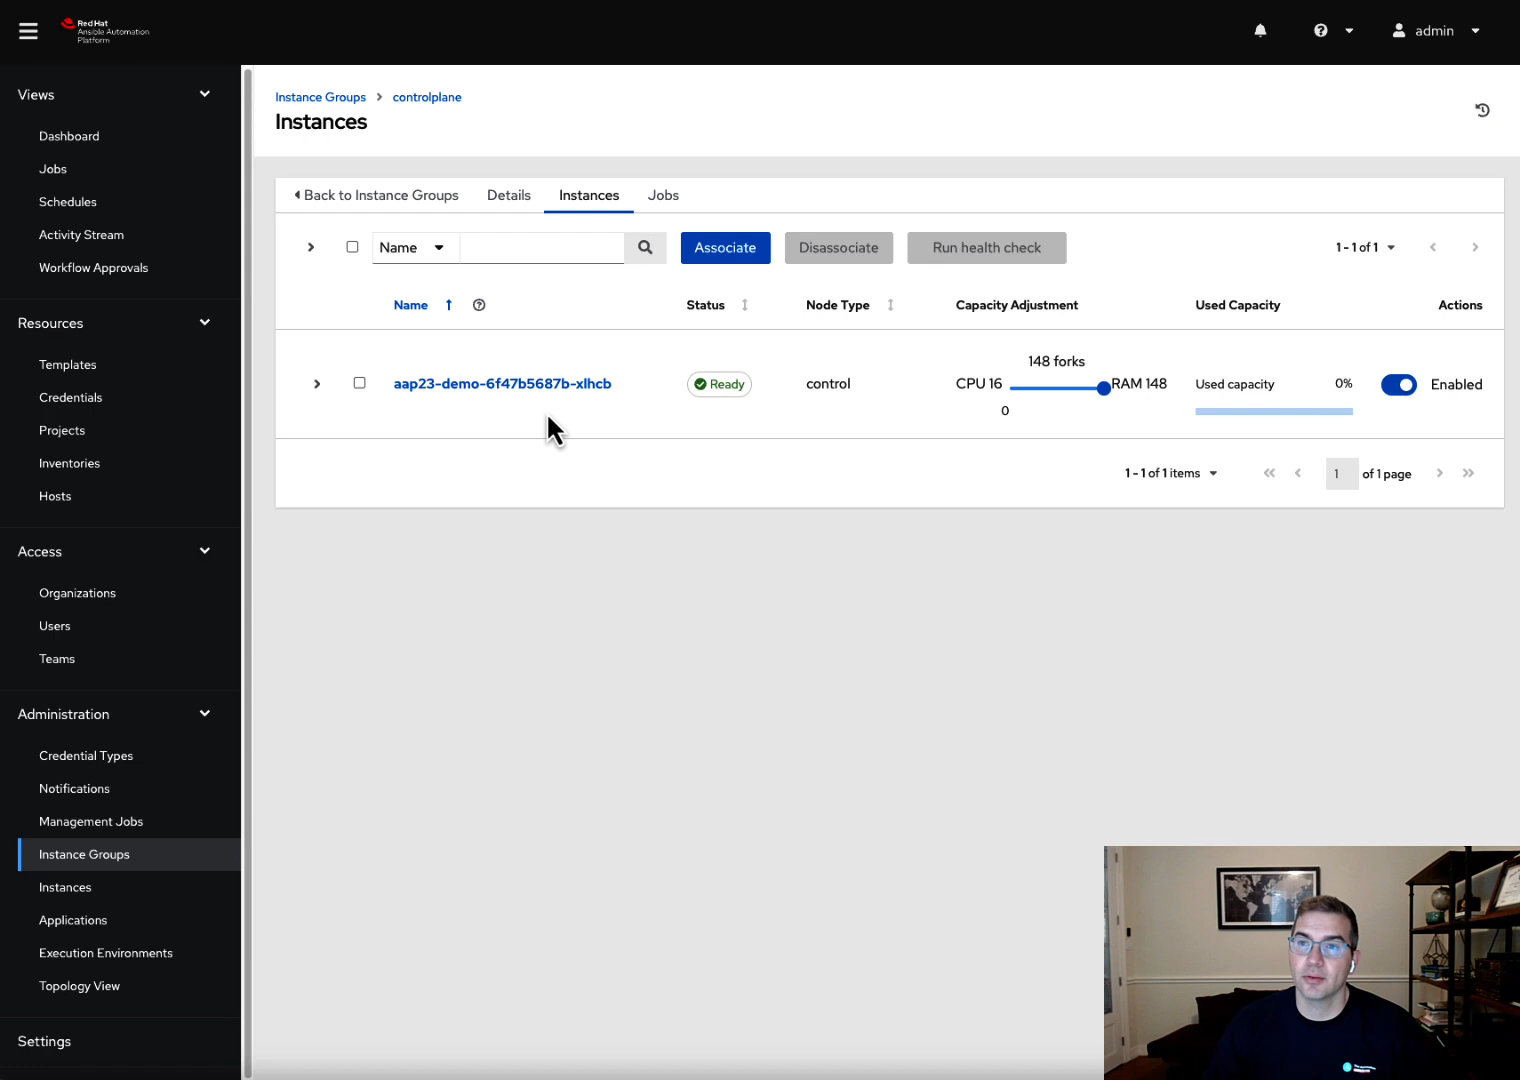 Red Hat
Ansible Automation
Platform
admin
Views
Dashboard
Jobs
Schedules
Activity Stream
Workflow Approvals
Resources
Templates
Credentials
Projects
Inventories
Hosts
Access
Organizations
Users
Teams
Administration
Credential Types
Notifications
Management Jobs
Instance Groups
Instances
Applications
Execution Environments
Topology View
Settings
Instance Groups > controlplane
Instances
Back to Instance Groups Details Instances Jobs
Name Associate Disassociate Run health check 1 - 1 of 1
Name Status Node Type Capacity Adjustment Used Capacity Actions
148 forks
aap23-demo-6f47b5687b-xlhcb Ready control CPU 16 RAM 148 Used capacity 0% Enabled
0
1 - 1 of 1 items 1 of 1 page